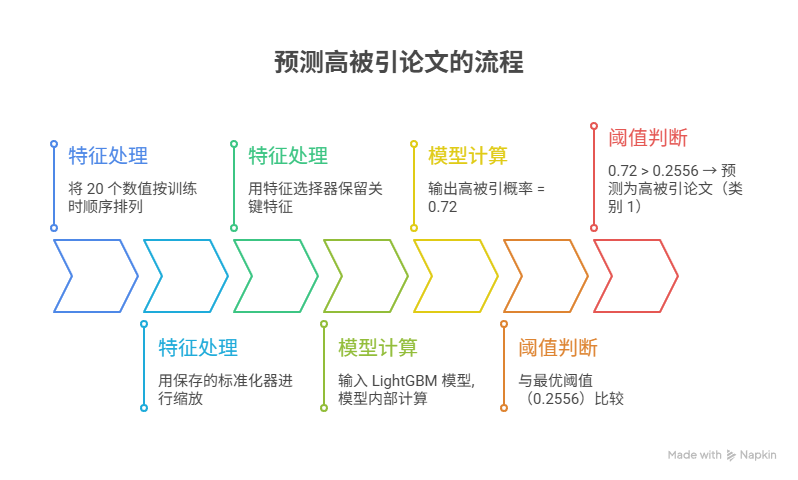 预测高被引论文的流程
特征处理
将 20 个数值按训练
时顺序排列
特征处理
用保存的标准化器进
行缩放
特征处理
用特征选择器保留关
键特征
模型计算
输入 LightGBM 模型,
模型内部计算
模型计算
输出高被引概率 =
0.72
阈值判断
与最优阈值
（0.2556）比较
阈值判断
0.72 > 0.2556 → 预
测为高被引论文（类
别 1）
Made with Napkin